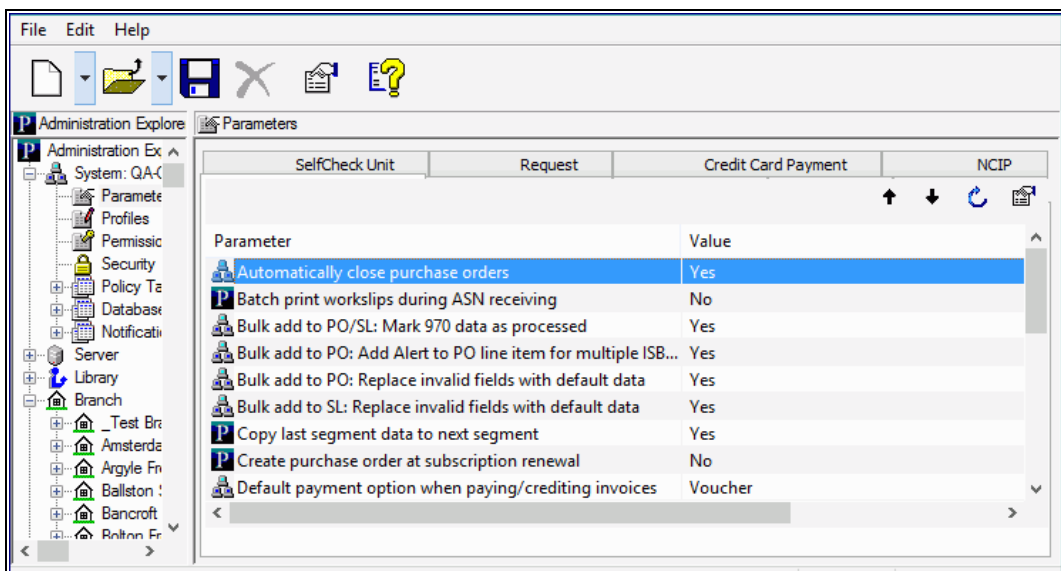 File Edit Help
P Administration Explore
Parameters
P Administration Ex
System: QA-C
Paramete
Profiles
Permissic
Security
Policy Ta
Database
Notificatio
Server
Library
Branch
_Test Bra
Amsterda
Argyle Fre
Ballston S
Bancroft
Bolton Fr
SelfCheck Unit Request Credit Card Payment NCIP
Parameter Value
Automatically close purchase orders Yes
P Batch print workslips during ASN receiving No
Bulk add to PO/SL: Mark 970 data as processed Yes
Bulk add to PO: Add Alert to PO line item for multiple ISB... Yes
Bulk add to PO: Replace invalid fields with default data Yes
Bulk add to SL: Replace invalid fields with default data Yes
P Copy last segment data to next segment Yes
P Create purchase order at subscription renewal No
Default payment option when paying/crediting invoices Voucher